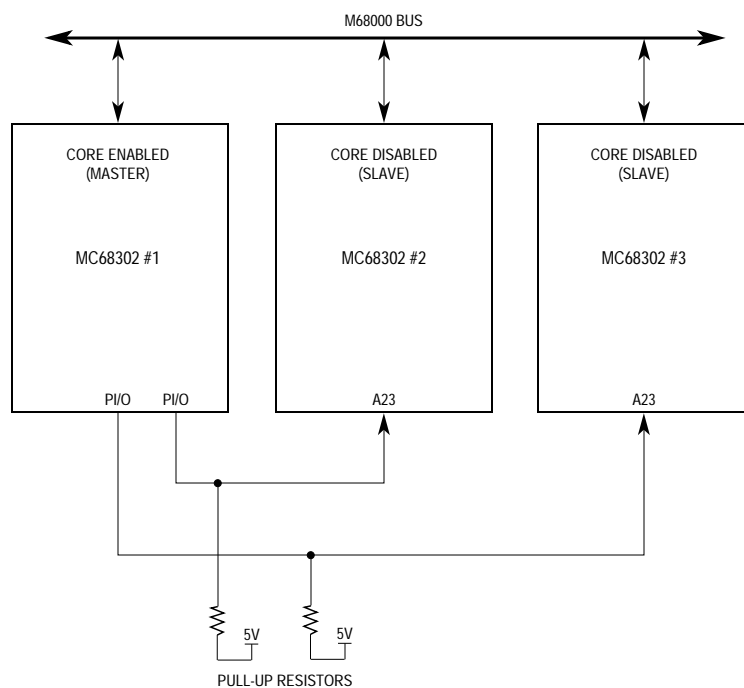 M68000 BUS
CORE ENABLED
(MASTER)
CORE DISABLED
(SLAVE)
CORE DISABLED
(SLAVE)
MC68302 #1
MC68302 #2
MC68302 #3
PI/O
PI/O
A23
A23
5V
5V
PULL-UP RESISTORS